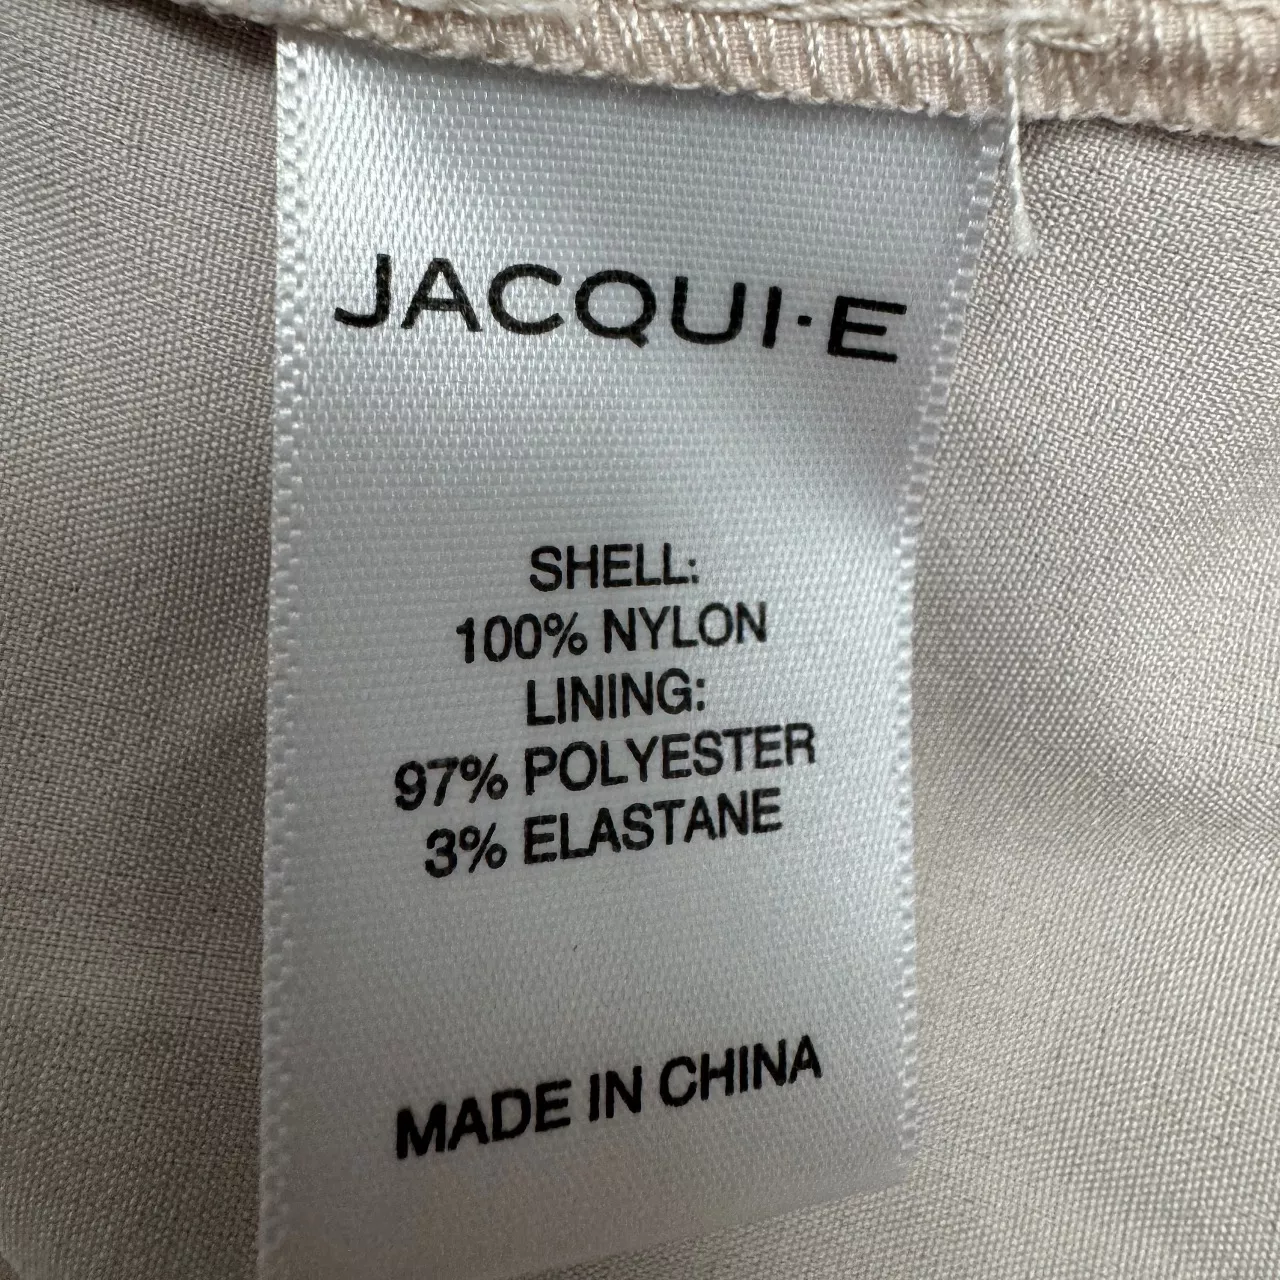 JACQUI·E
SHELL:
100% NYLON
LINING:
97% POLYESTER
3% ELASTANE
MADE IN CHINA